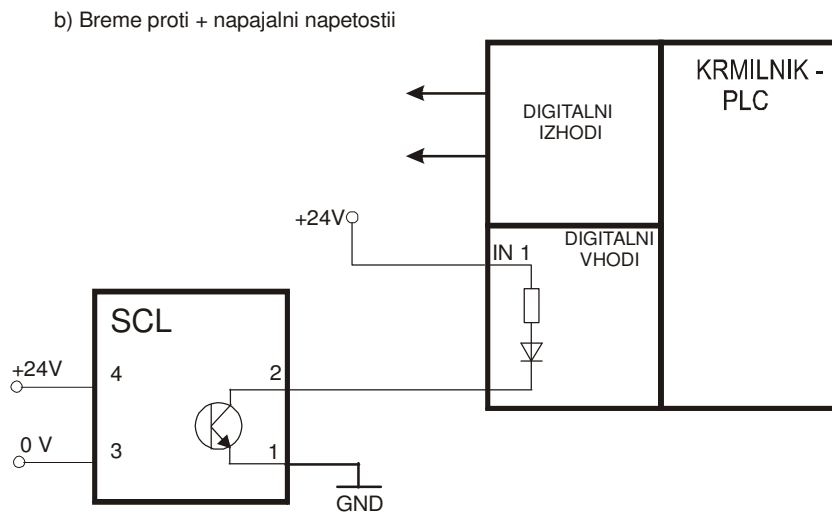 b) Breme proti + napajalni napetostii
KRMILNIK -
PLC
DIGITALNI
IZHODI
+24V
DIGITALNI
VHODI
IN 1
SCL
+24V
4
2
0 V
3
1
GND